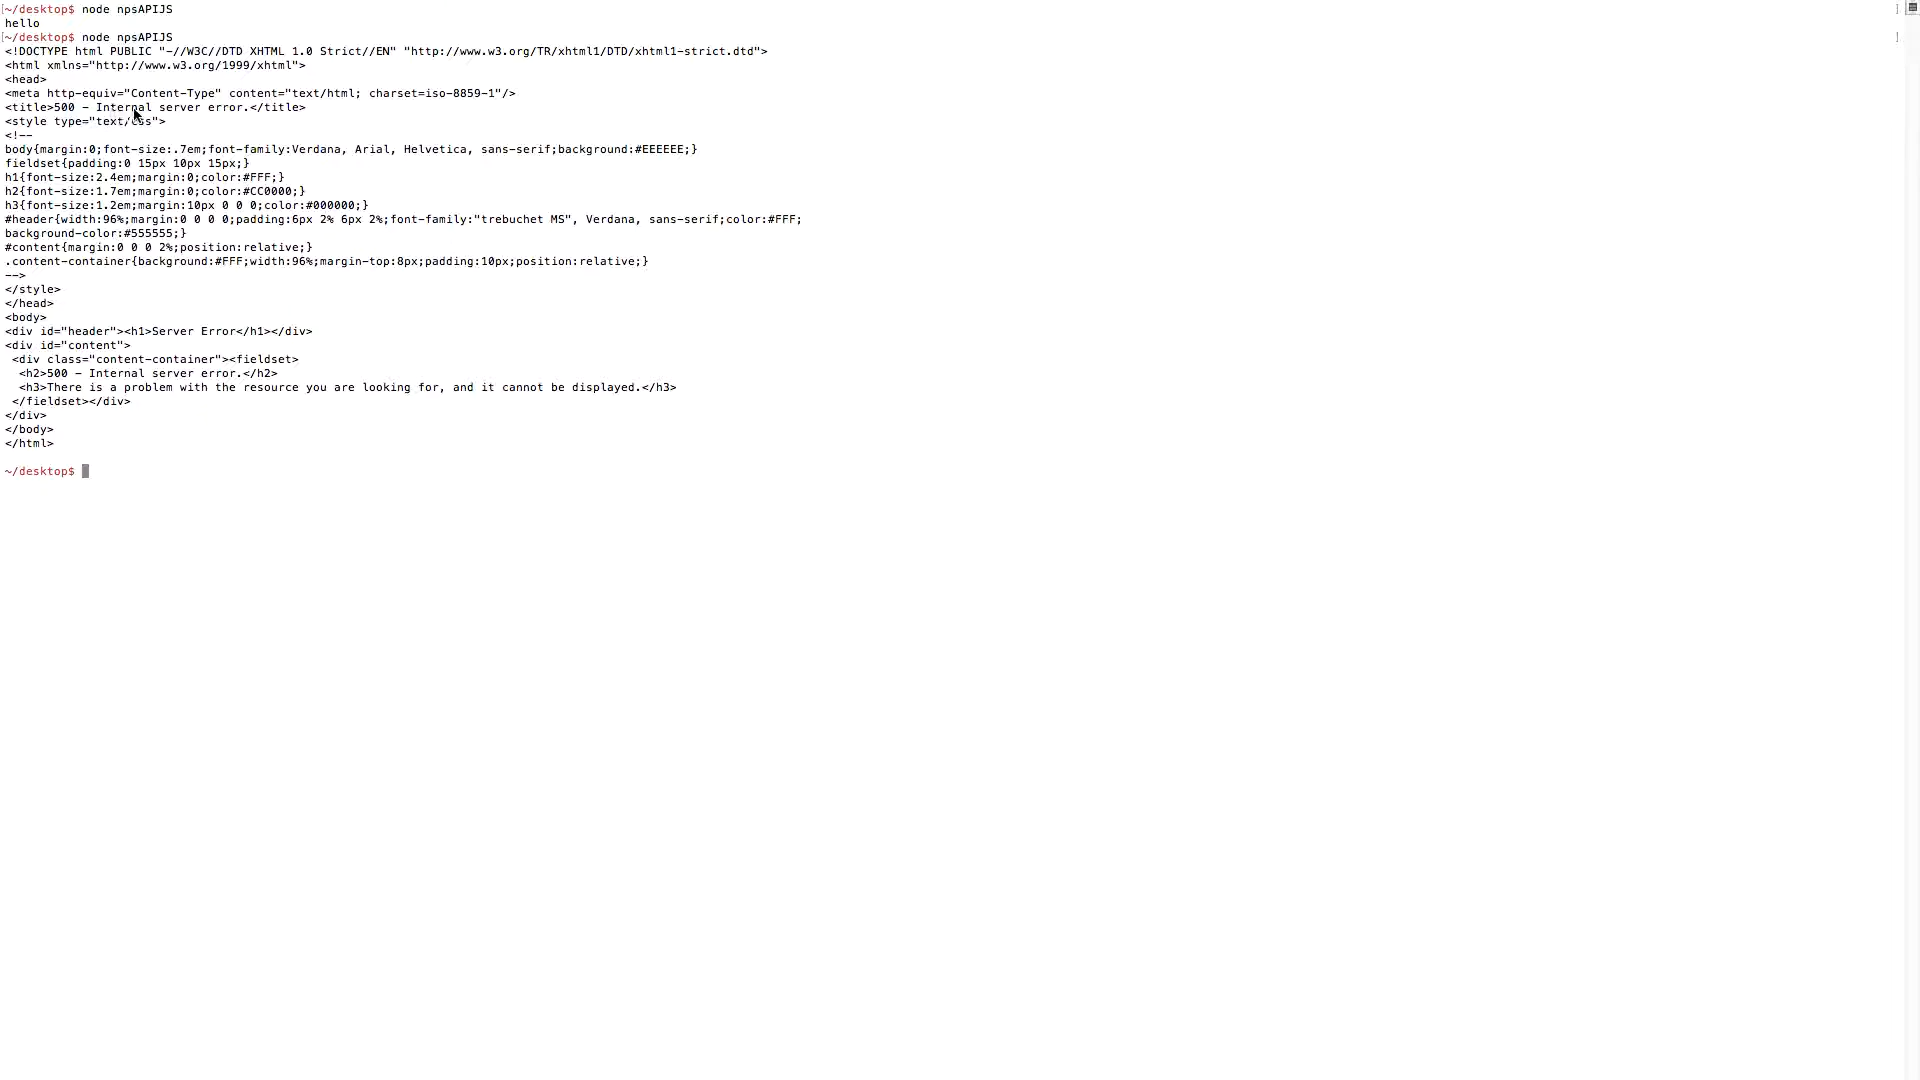 [~/desktop$ node npsAPIJS ]
hello
[~/desktop$ node npsAPIJS ]
<!DOCTYPE html PUBLIC "-//W3C//DTD XHTML 1.0 Strict//EN" "http://www.w3.org/TR/xhtml1/DTD/xhtml1-strict.dtd">
<html xmlns="http://www.w3.org/1999/xhtml">
<head>
<meta http-equiv="Content-Type" content="text/html; charset=iso-8859-1"/>
<title>500 - Internal server error.</title>
<style type="text/css">
<!--
body{margin:0;font-size:.7em;font-family:Verdana, Arial, Helvetica, sans-serif;background:#EEEEEE;}
fieldset{padding:0 15px 10px 15px;}
h1{font-size:2.4em;margin:0;color:#FFF;}
h2{font-size:1.7em;margin:0;color:#CC0000;}
h3{font-size:1.2em;margin:10px 0 0 0;color:#000000;}
#header{width:96%;margin:0 0 0 0;padding:6px 2% 6px 2%;font-family:"trebuchet MS", Verdana, sans-serif;color:#FFF;
background-color:#555555;}
#content{margin:0 0 0 2%;position:relative;}
.content-container{background:#FFF;width:96%;margin-top:8px;padding:10px;position:relative;}
-->
</style>
</head>
<body>
<div id="header"><h1>Server Error</h1></div>
<div id="content">
 <div class="content-container"><fieldset>
  <h2>500 - Internal server error.</h2>
  <h3>There is a problem with the resource you are looking for, and it cannot be displayed.</h3>
 </fieldset></div>
</div>
</body>
</html>
~/desktop$